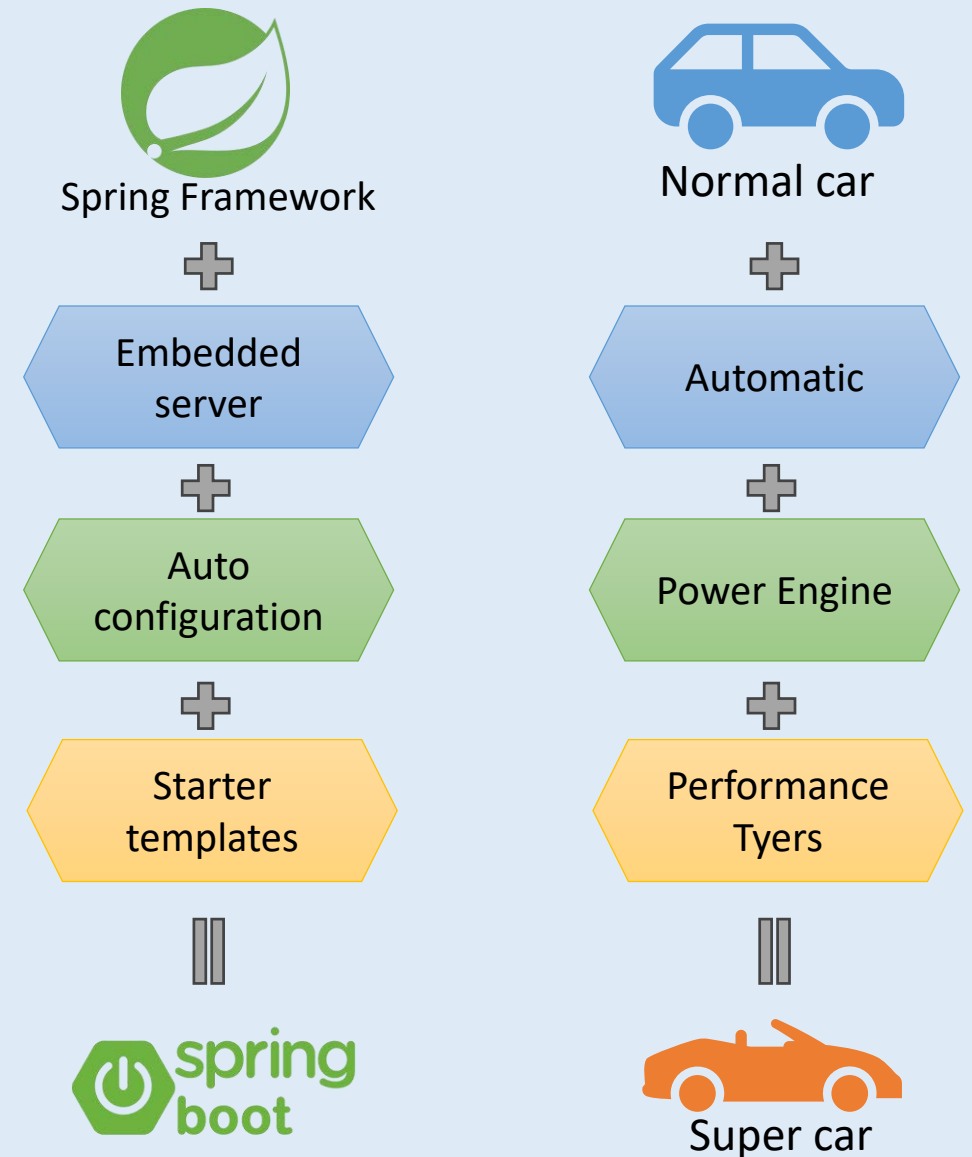 Spring Framework
Normal car
Embedded
server
Automatic
Auto
configuration
Power Engine
Starter
templates
Performance
Tyers
spring
boot
Super car